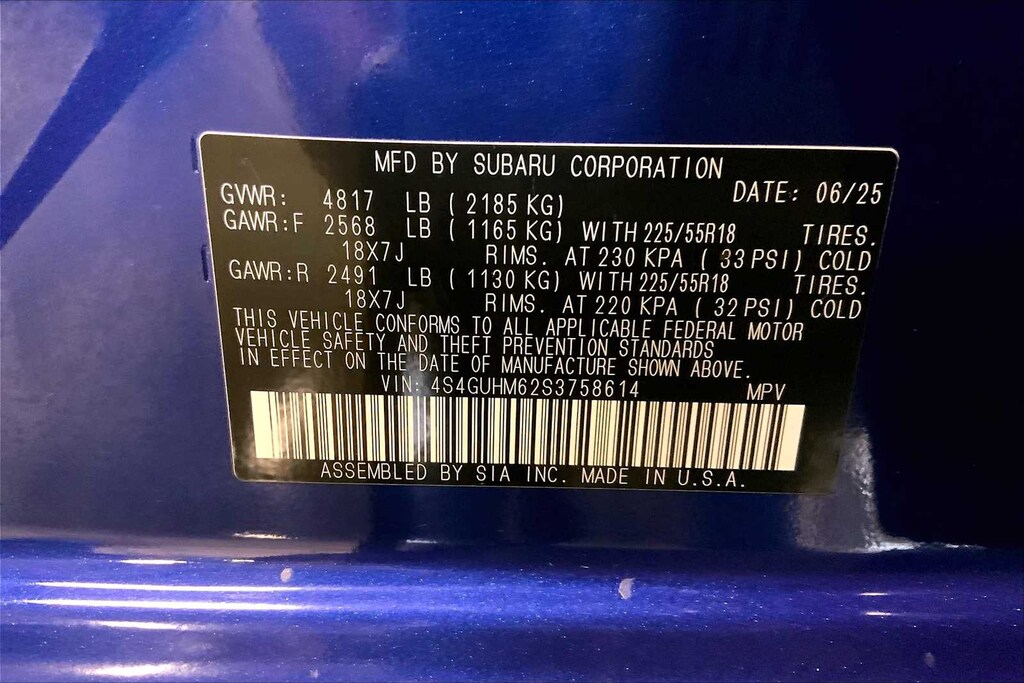 MFD BY SUBARU CORPORATION
DATE: 06/25
GVWR: 4817 LB ( 2185 KG)
GAWR:F 2568 LB ( 1165 KG) WITH 225/55R18 TIRES.
18X7J RIMS. AT 230 KPA ( 33 PSI) COLD
GAWR:R 2491 LB ( 1130 KG) WITH 225/55R18 TIRES.
18X7J RIMS. AT 220 KPA ( 32 PSI) COLD
THIS VEHICLE CONFORMS TO ALL APPLICABLE FEDERAL MOTOR
VEHICLE SAFETY AND THEFT PREVENTION STANDARDS
IN EFFECT ON THE DATE OF MANUFACTURE SHOWN ABOVE.
VIN: 4S4GUHM62S3758614 MPV
ASSEMBLED BY SIA INC. MADE IN U.S.A.